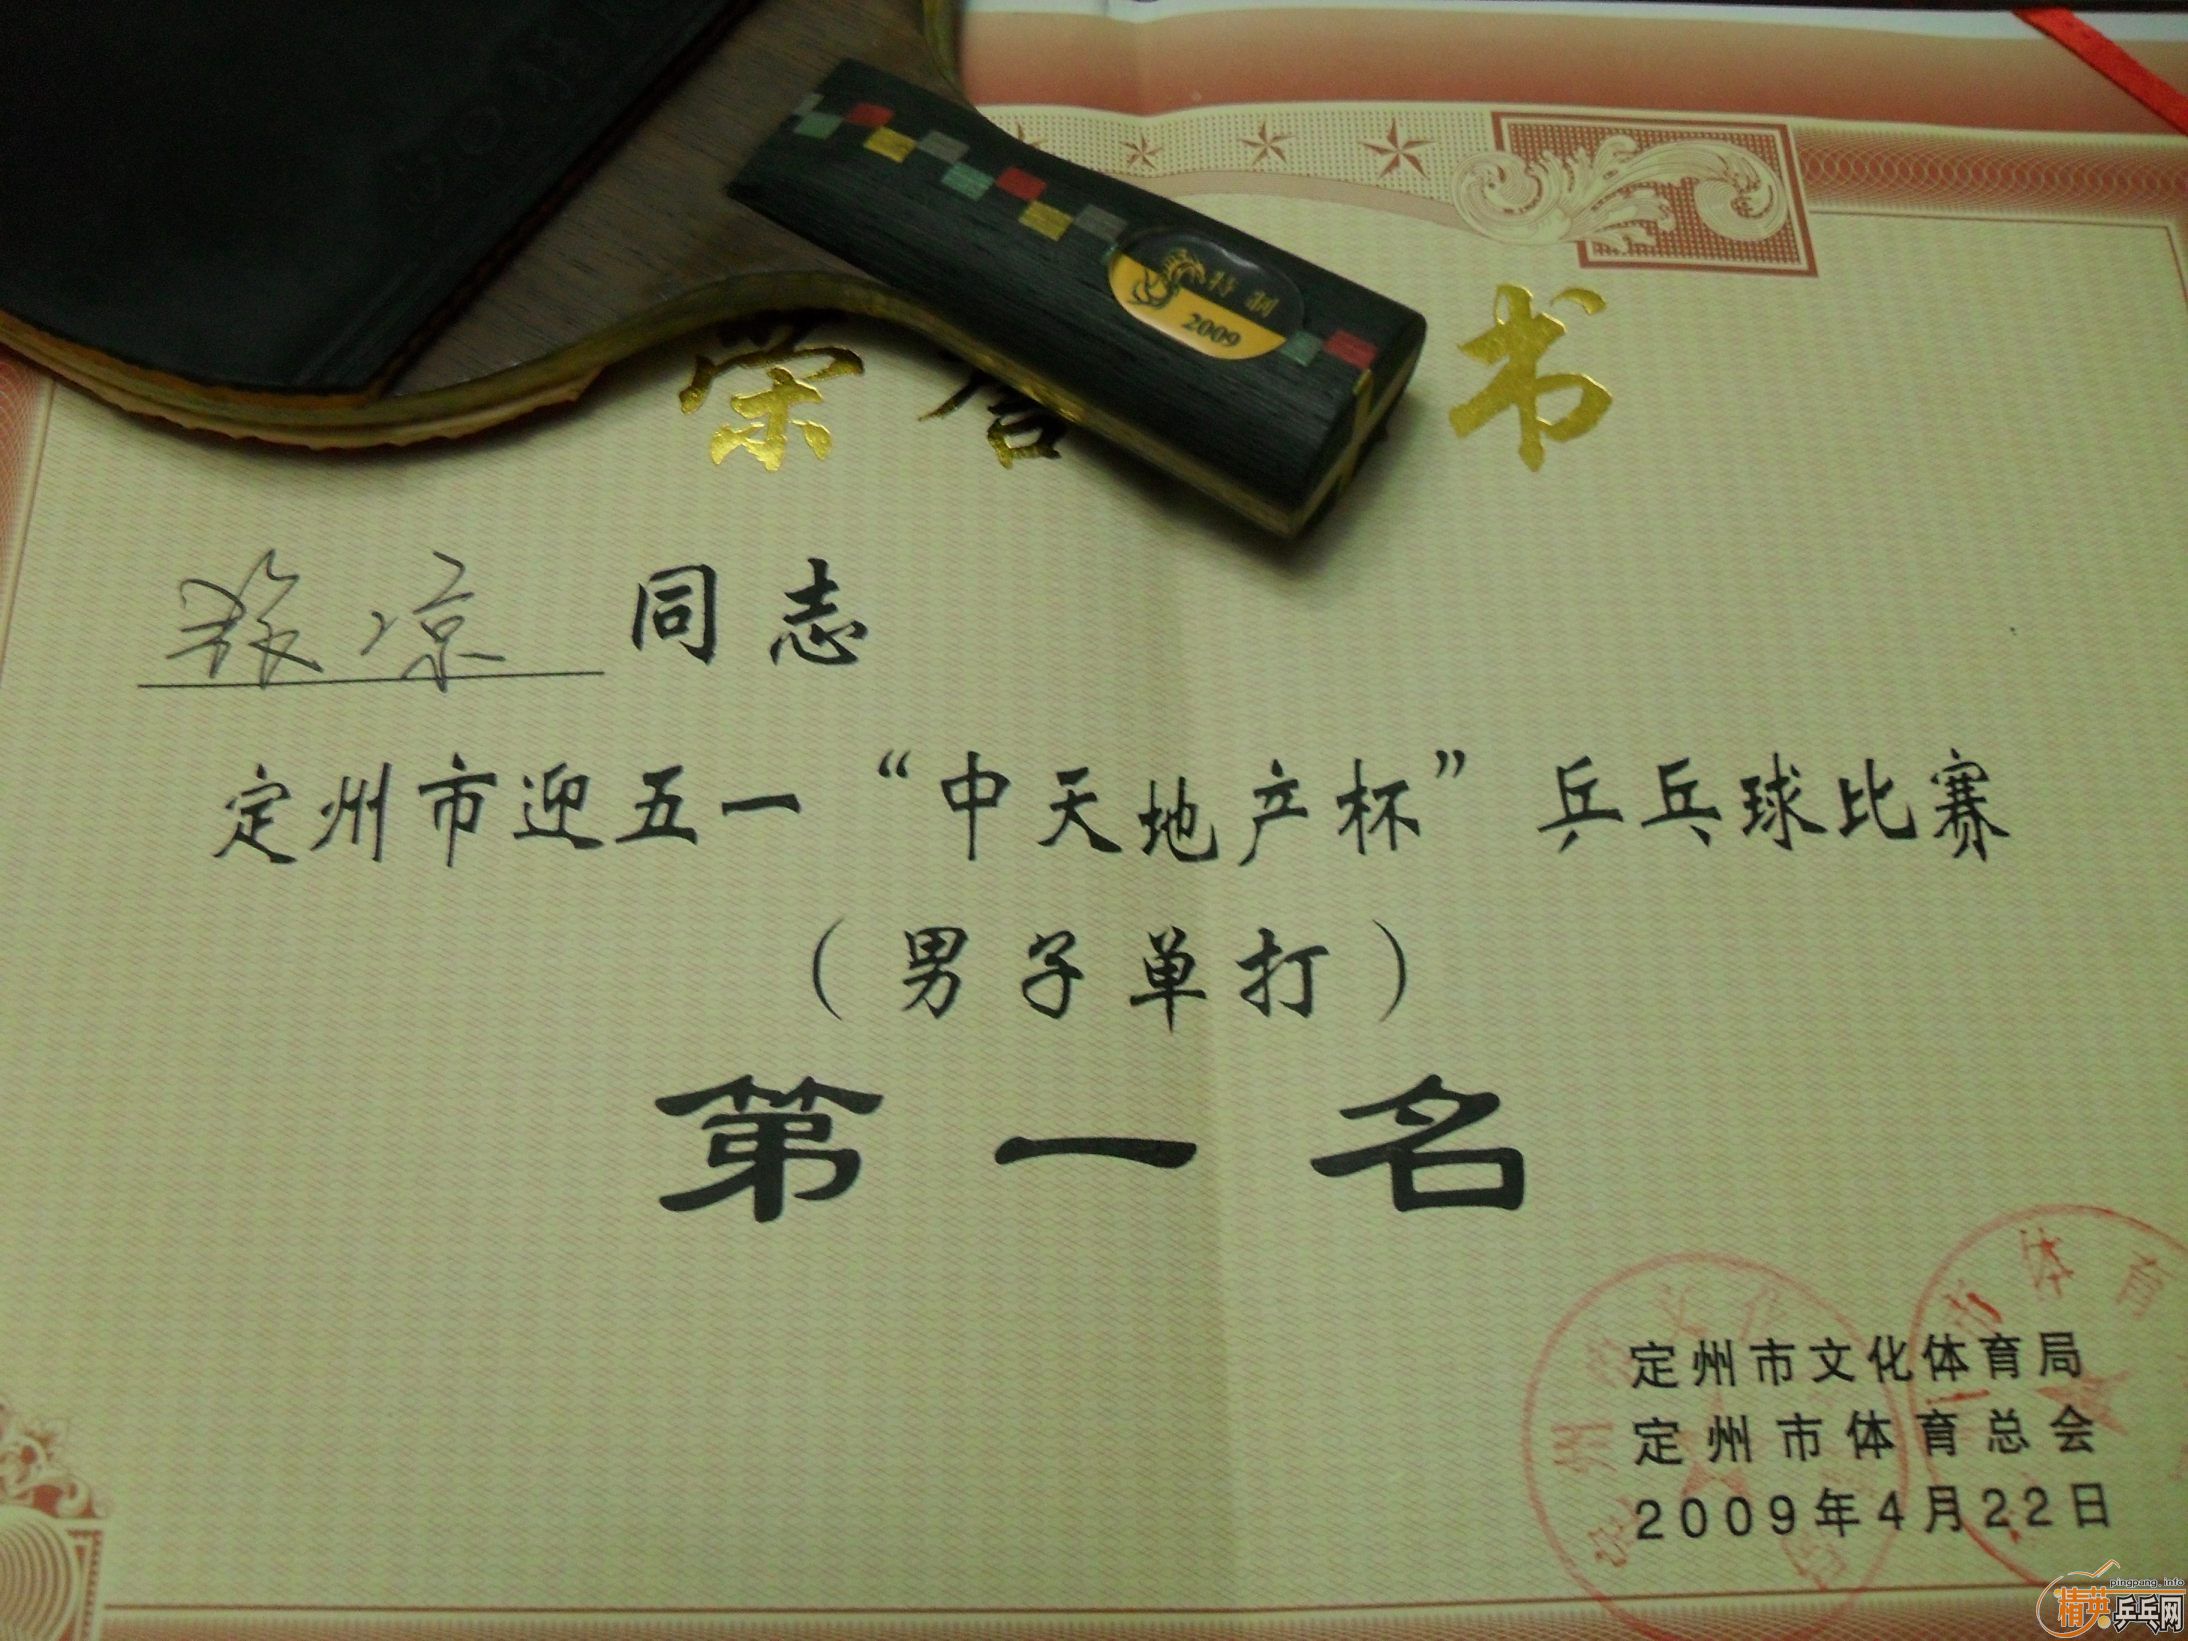 特制
2009
荣誉 书
张凉 同志
定州市迎五一“中天地产杯”乒乓球比赛
（男子单打）
第一名
定州市文化体育局
定州市体育总会
2009年4月22日
pingpang.info
精英乒乓网